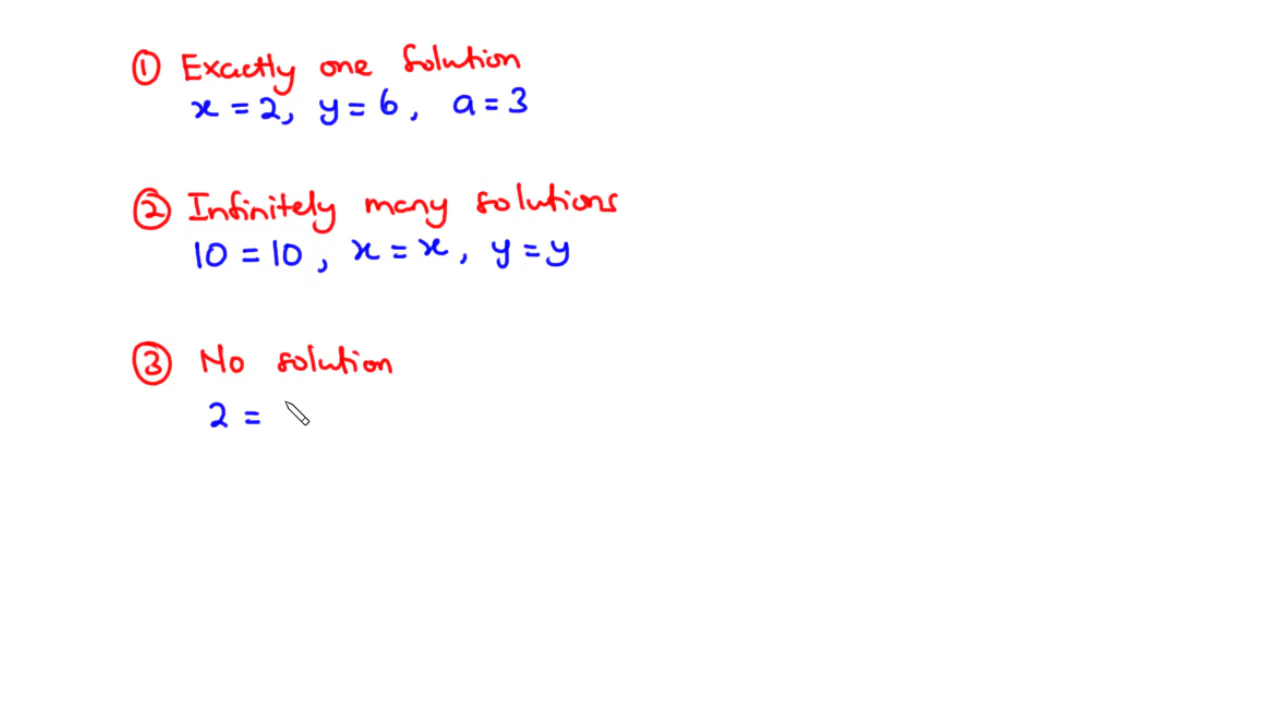 ① Exactly one solution
x = 2, y = 6, a = 3
② Infinitely many solutions
10 = 10, x = x, y = y
③ No solution
2 =